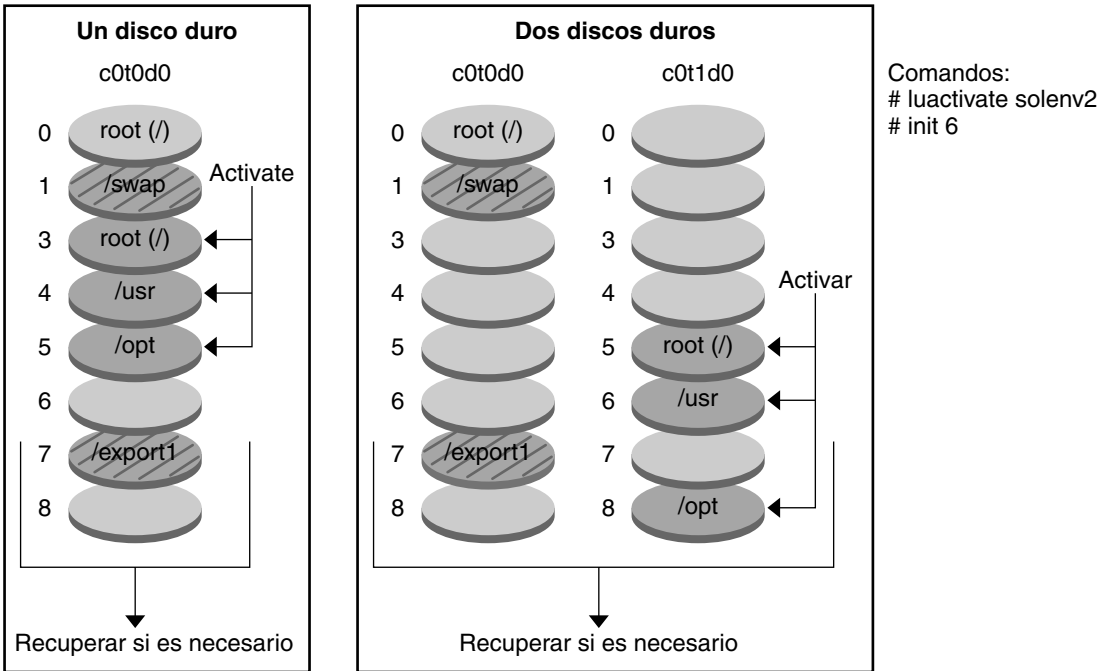 Un disco duro
c0t0d0
0 root (/)
1 /swap
Activate
3 root (/)
4 /usr
5 /opt
6
7 /export1
8
Recuperar si es necesario
Dos discos duros
c0t0d0
0 root (/)
1 /swap
3
4
5
6
7 /export1
8
c0t1d0
0
1
3
4
Activar
5 root (/)
6 /usr
7
8 /opt
Recuperar si es necesario
Comandos:
# luactivate solenv2
# init 6